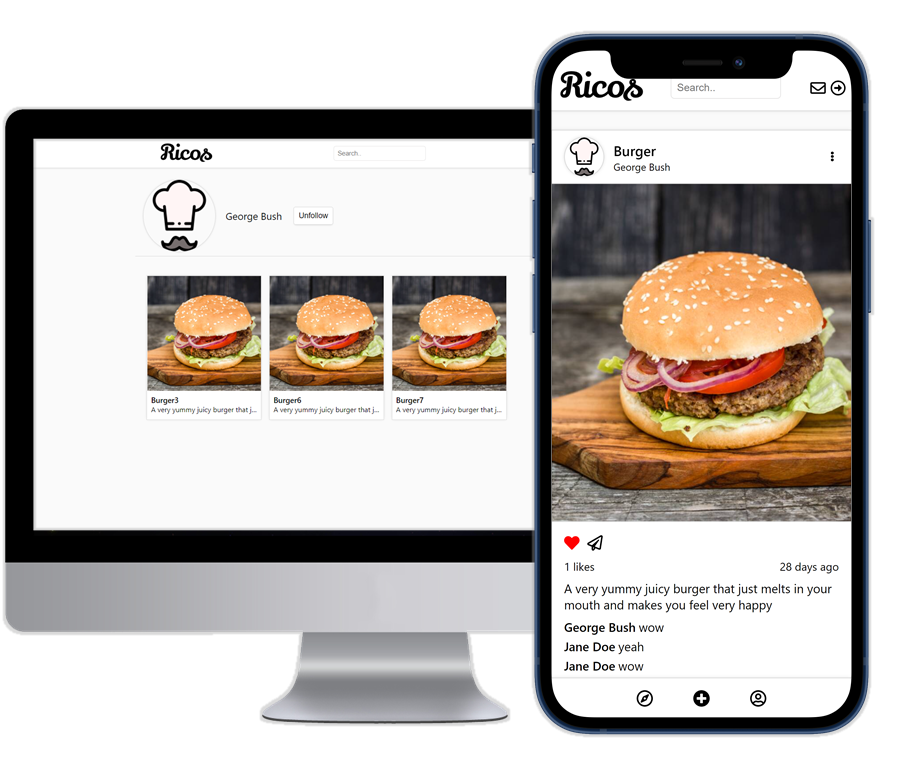 Ricos
Search..
George Bush
Unfollow
Burger3
A very yummy juicy burger that j...
Burger6
A very yummy juicy burger that j...
Burger7
A very yummy juicy burger that j...
Ricos
Search..
Burger
George Bush
1 likes
28 days ago
A very yummy juicy burger that just melts in your
mouth and makes you feel very happy
George Bush wow
Jane Doe yeah
Jane Doe wow